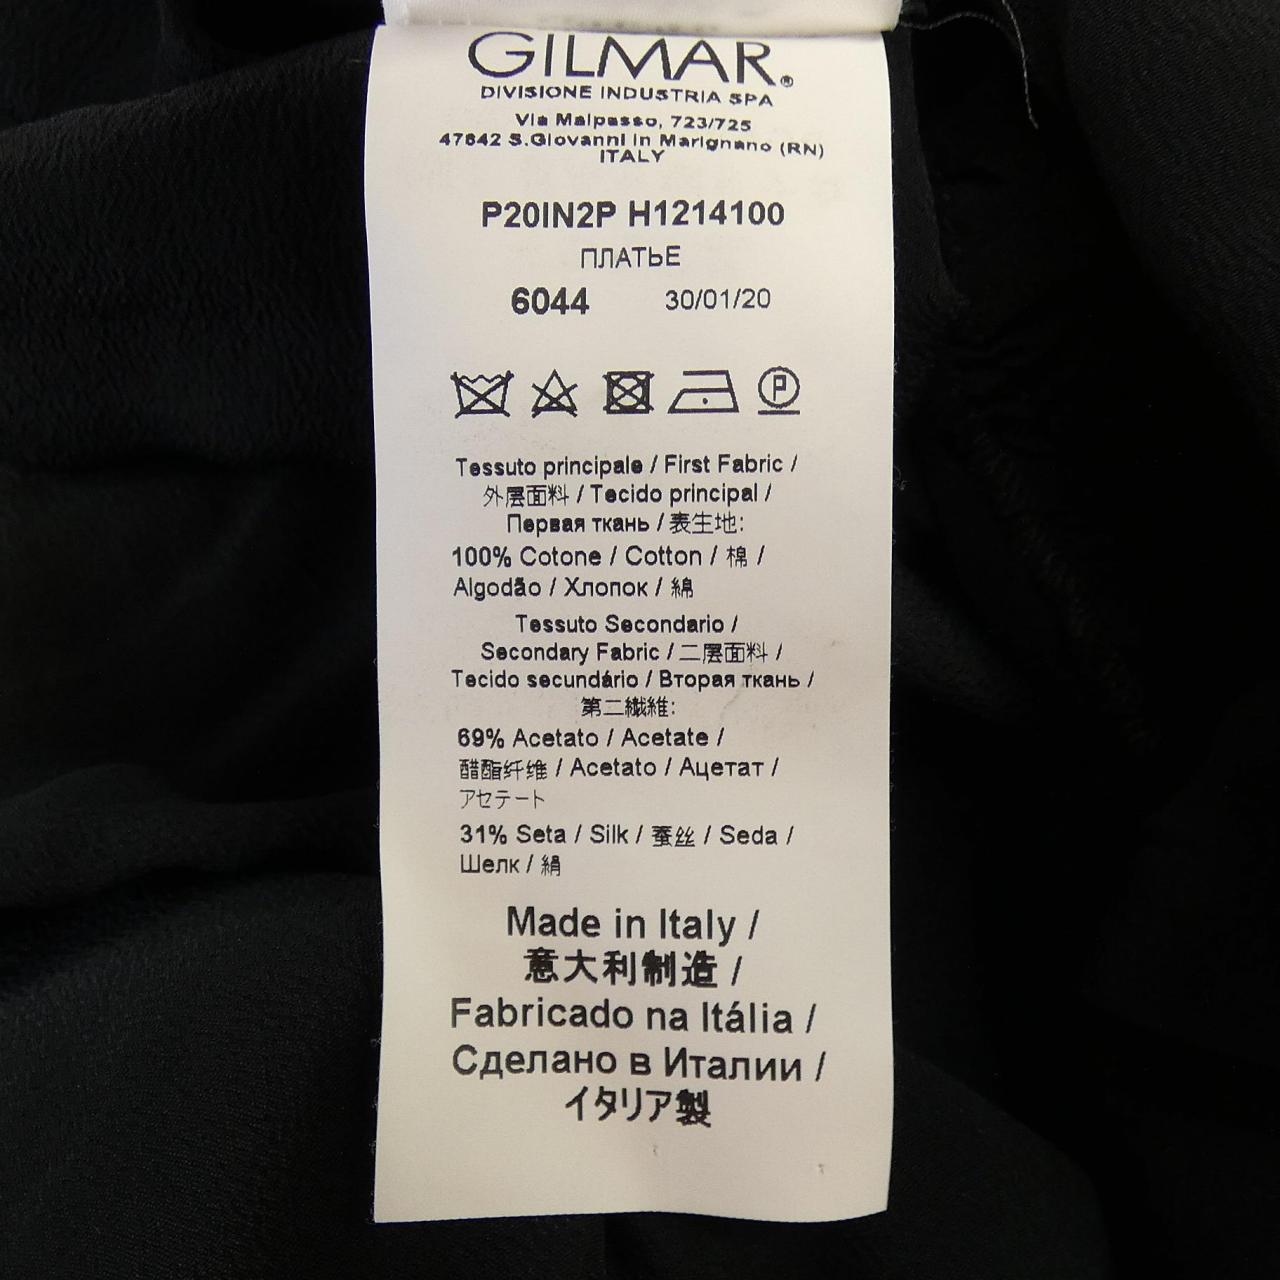 GILMAR®
DIVISIONE INDUSTRIA SPA
Via Malpasso, 723/725
47842 S.Giovanni in Marignano (RN)
ITALY
P20IN2P H1214100
ПЛАТЬЕ
6044 30/01/20
P
Tessuto principale / First Fabric /
外层面料 / Tecido principal /
Первая ткань / 表生地:
100% Cotone / Cotton / 棉 /
Algodão / Хлопок / 綿
Tessuto Secondario /
Secondary Fabric / 二层面料 /
Tecido secundário / Вторая ткань /
第二繊維:
69% Acetato / Acetate /
醋酯纤维 / Acetato / Ацетат /
アセテート
31% Seta / Silk / 蚕丝 / Seda /
Шелк / 絹
Made in Italy /
意大利制造 /
Fabricado na Itália /
Сделано в Италии /
イタリア製